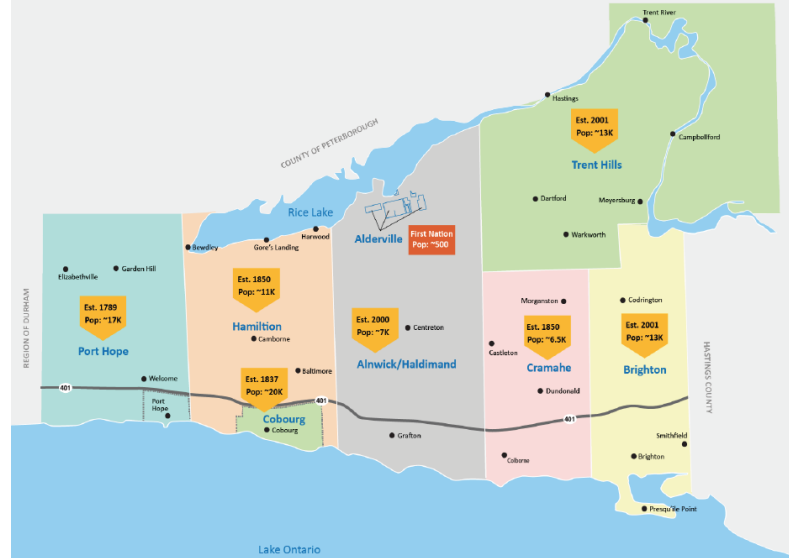 Trent River
Hastings
COUNTY OF PETERBOROUGH
Est. 2001
Pop: ~13K
Trent Hills
Campbellford
Dartford
Meyersburg
Warkworth
Rice Lake
Alderville
First Nation
Pop: ~500
Bewdley
Gore's Landing
Harwood
Elizabethville
Garden Hill
Est. 1789
Pop: ~17K
Port Hope
REGION OF DURHAM
Est. 1850
Pop: ~11K
Hamilton
Camborne
Est. 2000
Pop: ~7K
Centreton
Alnwick/Haldimand
Morganston
Est. 1850
Pop: ~6.5K
Castleton
Cramahe
Dundonald
Codrington
Est. 2001
Pop: ~13K
Brighton
HASTINGS COUNTY
Welcome
Est. 1837
Pop: ~20K
Baltimore
401
401
401
Port
Hope
Cobourg
Cobourg
Grafton
Colborne
Smithfield
Brighton
Presqu'ile Point
Lake Ontario